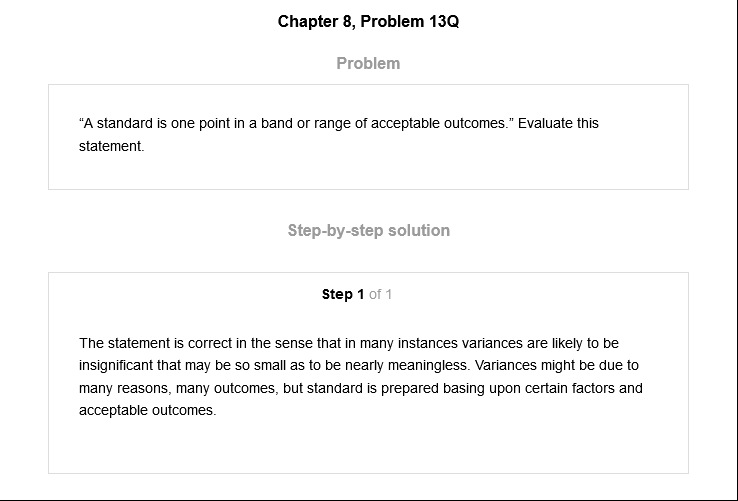 Chapter 8, Problem 13Q
Problem
“A standard is one point in a band or range of acceptable outcomes.” Evaluate this
statement.
Step-by-step solution
Step 1 of 1
The statement is correct in the sense that in many instances variances are likely to be
insignificant that may be so small as to be nearly meaningless. Variances might be due to
many reasons, many outcomes, but standard is prepared basing upon certain factors and
acceptable outcomes.